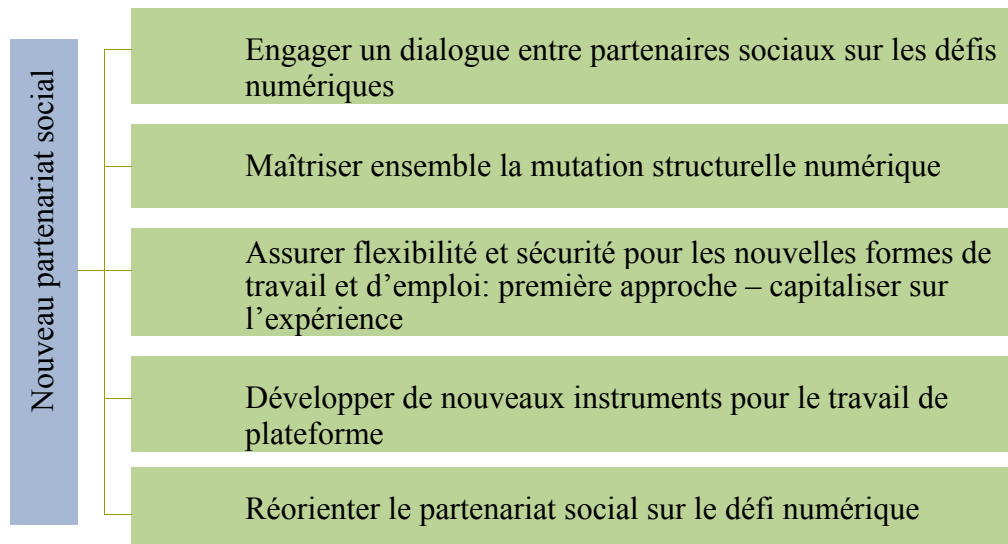 Nouveau partenariat social
Engager un dialogue entre partenaires sociaux sur les défis
numériques
Maîtriser ensemble la mutation structurelle numérique
Assurer flexibilité et sécurité pour les nouvelles formes de
travail et d’emploi: première approche – capitaliser sur
l’expérience
Développer de nouveaux instruments pour le travail de
plateforme
Réorienter le partenariat social sur le défi numérique